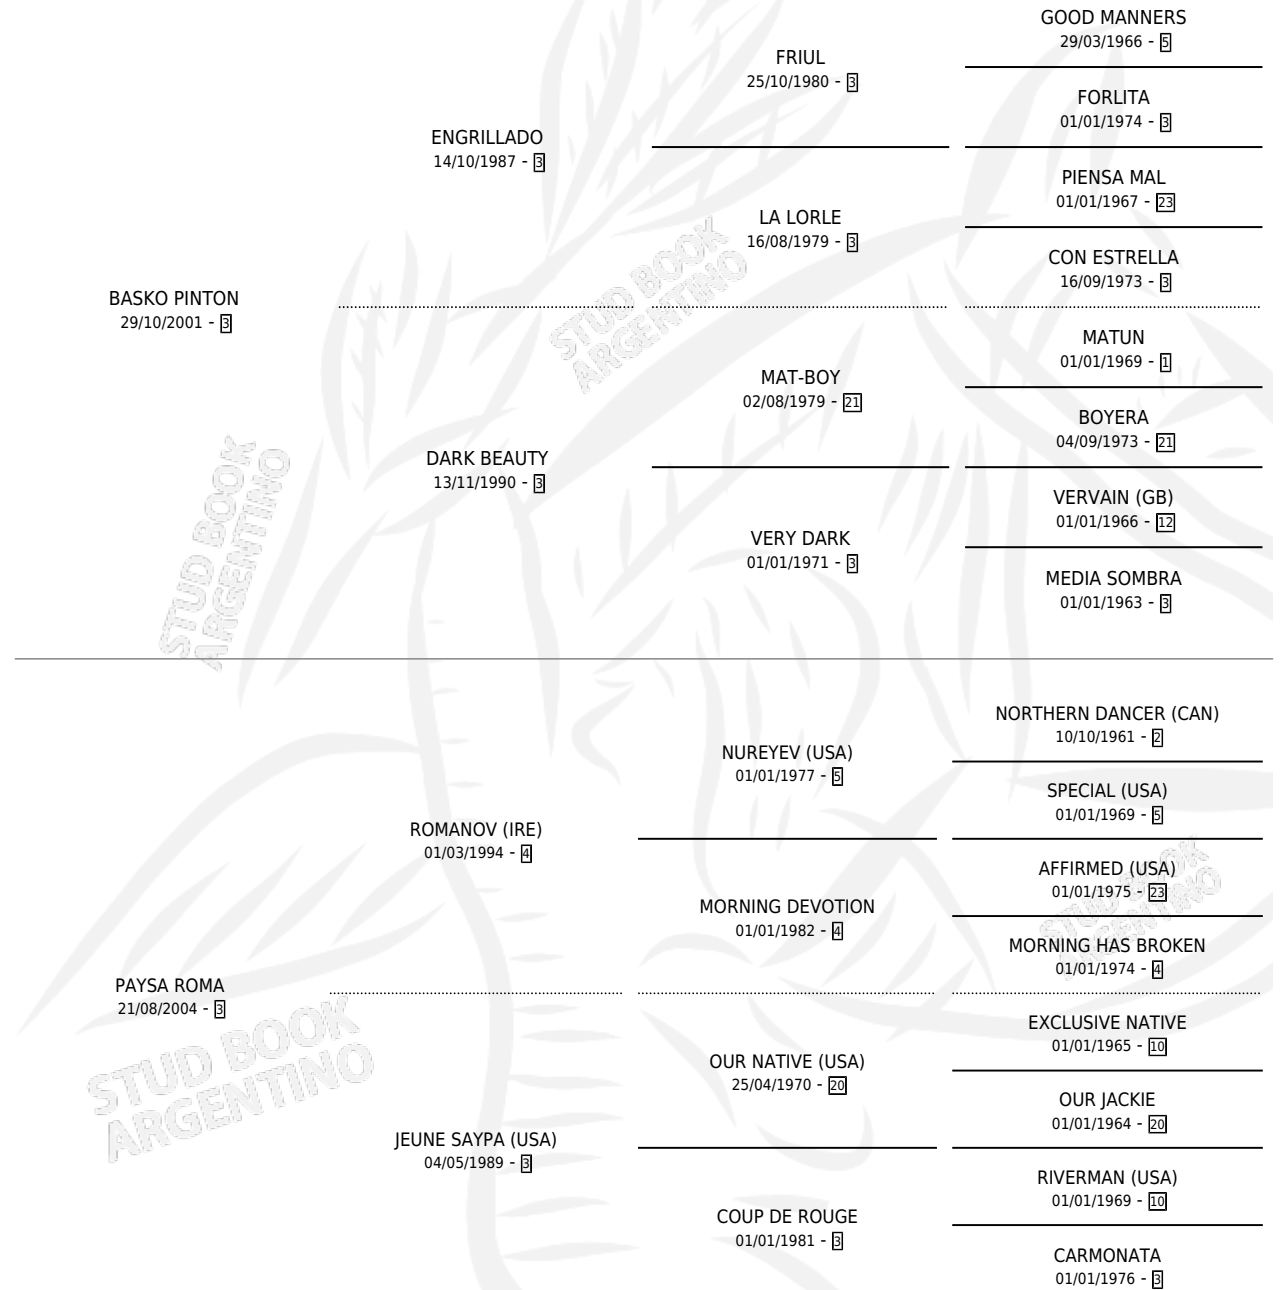 GOOD MANNERS
29/03/1966 - 5
FRIUL
25/10/1980 - 3
FORLITA
01/01/1974 - 3
ENGRILLADO
14/10/1987 - 3
PIENSA MAL
01/01/1967 - 23
LA LORLE
16/08/1979 - 3
CON ESTRELLA
16/09/1973 - 3
BASKO PINTON
29/10/2001 - 3
STUD BOOK
ARGENTINO
MATUN
01/01/1969 - 1
MAT-BOY
02/08/1979 - 21
BOYERA
04/09/1973 - 21
DARK BEAUTY
13/11/1990 - 3
VERVAIN (GB)
01/01/1966 - 12
VERY DARK
01/01/1971 - 3
MEDIA SOMBRA
01/01/1963 - 3
STUD BOOK
ARGENTINO
NORTHERN DANCER (CAN)
10/10/1961 - 2
NUREYEV (USA)
01/01/1977 - 5
SPECIAL (USA)
01/01/1969 - 5
ROMANOV (IRE)
01/03/1994 - 4
AFFIRMED (USA)
01/01/1975 - 23
MORNING DEVOTION
01/01/1982 - 4
MORNING HAS BROKEN
01/01/1974 - 4
STUD BOOK
ARGENTINO
PAYSA ROMA
21/08/2004 - 3
EXCLUSIVE NATIVE
01/01/1965 - 10
OUR NATIVE (USA)
25/04/1970 - 20
OUR JACKIE
01/01/1964 - 20
STUD BOOK
ARGENTINO
JEUNE SAYPA (USA)
04/05/1989 - 3
RIVERMAN (USA)
01/01/1969 - 10
COUP DE ROUGE
01/01/1981 - 3
CARMONATA
01/01/1976 - 3